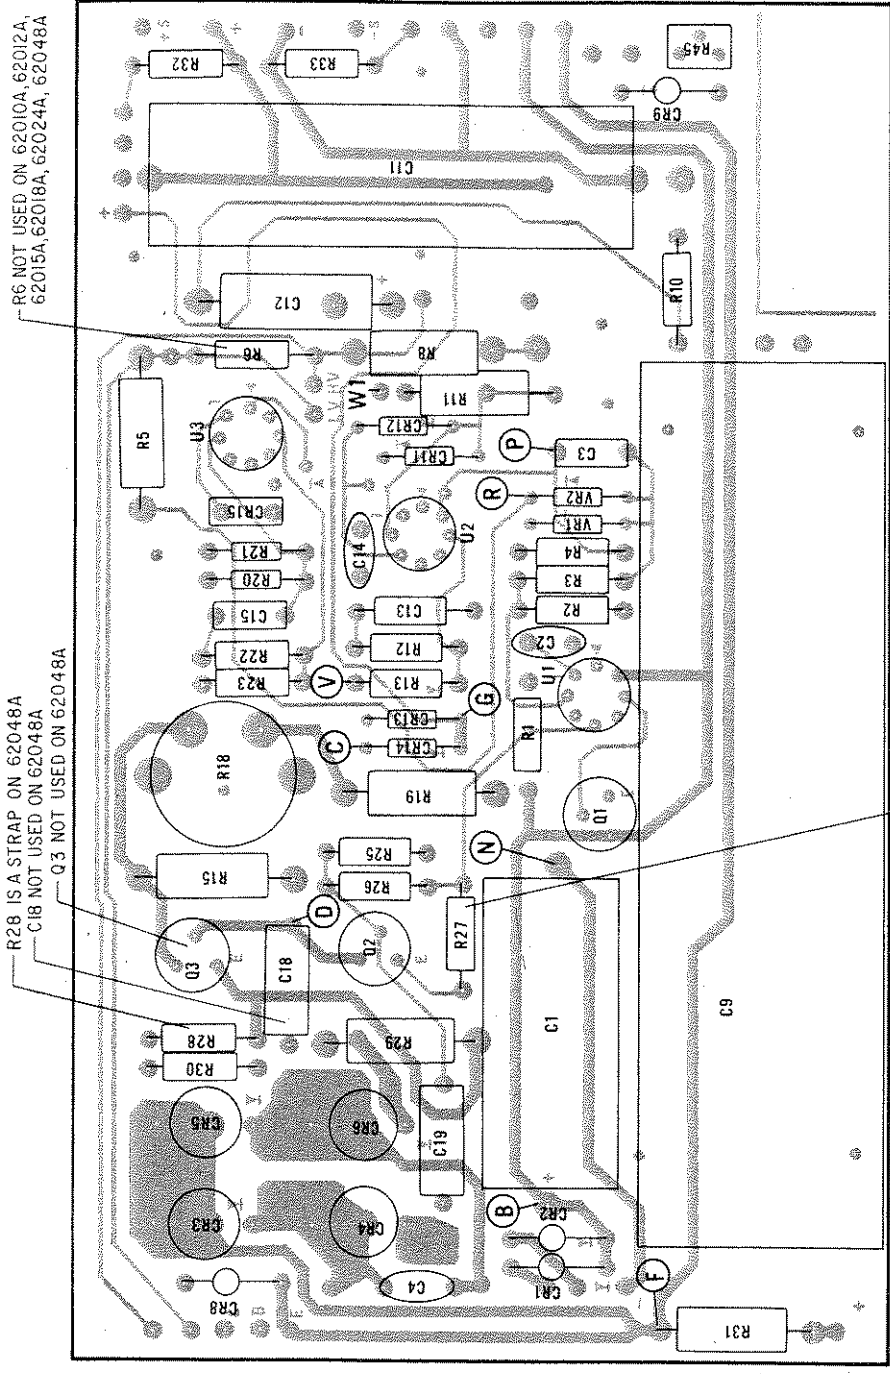 R6 NOT USED ON 62010A, 62012A,
62015A, 62018A, 62024A, 62048A
R28 IS A STRAP ON 62048A
C18 NOT USED ON 62048A
Q3 NOT USED ON 62048A
+S
+
-
-S
R32
R33
R45
CR9
C11
+
C12
+
R10
R6
R8
R5
U3
LV
HV
W1
R11
CR12
CR11
P
C3
R
VR2
VR1
CR15
U2
C14
R21
R20
R4
R3
R2
C15
C13
R22
R12
C2
R23
V
R13
U1
G
CR13
R1
C
CR14
R18
R19
Q1
E
N
R15
R25
R26
R27
D
Q3
E
C18
Q2
E
R28
R30
R29
C1
C9
CR5
CR6
C19
CR3
CR4
B
CR2
+
CR8
C4
CR1
B
E
F
-
R31
+